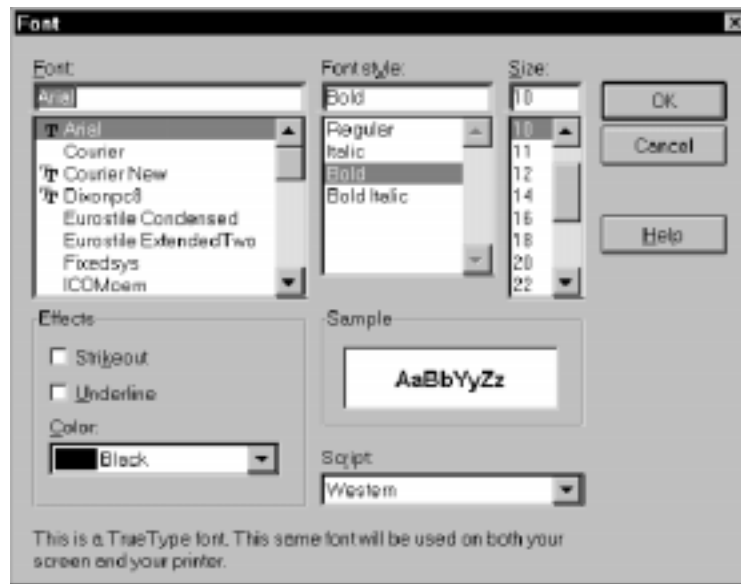 Font
Font:
Arial
Arial
Courier
Courier New
Dixonpc8
Eurostile Condensed
Eurostile ExtendedTwo
Fixedsys
ICOMoem
Font style:
Bold
Regular
Italic
Bold
Bold Italic
Size:
10
10
11
12
14
16
18
20
22
OK
Cancel
Help
Effects
Strikeout
Underline
Color:
Black
Sample
AaBbYyZz
Script:
Western
This is a TrueType font. This same font will be used on both your
screen and your printer.